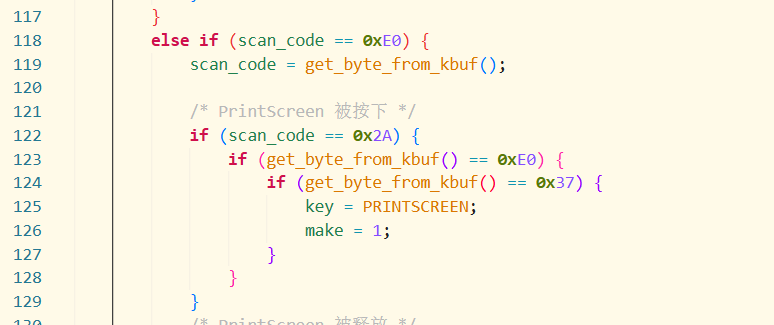 117 }
118 else if (scan_code == 0xE0) {
119 scan_code = get_byte_from_kbuf();
120
121 /* PrintScreen 被按下 */
122 if (scan_code == 0x2A) {
123 if (get_byte_from_kbuf() == 0xE0) {
124 if (get_byte_from_kbuf() == 0x37) {
125 key = PRINTSCREEN;
126 make = 1;
127 }
128 }
129 }
130 /* PrintScreen 被释放 */